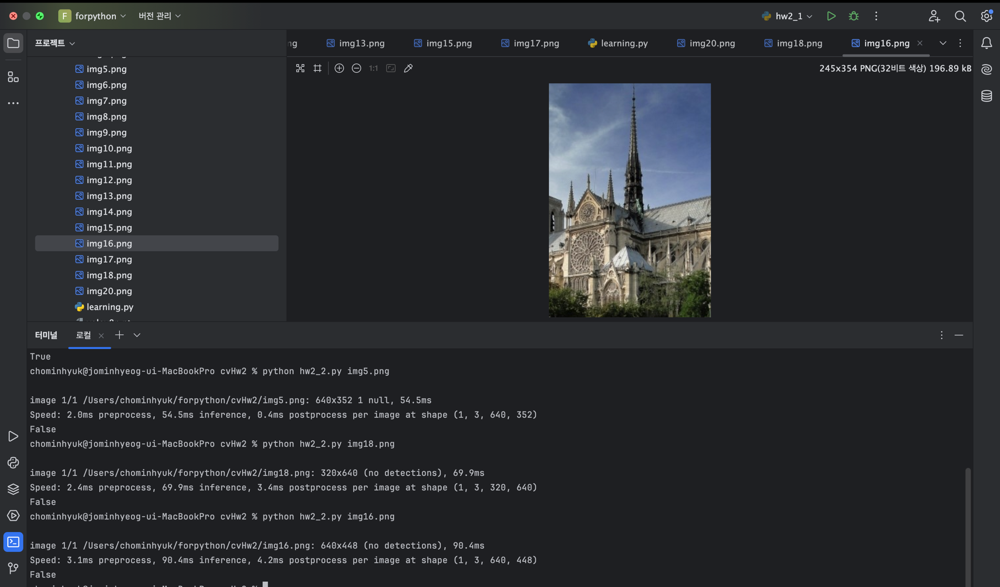 F forpython 버전 관리 hw2_1
프로젝트 ng img13.png img15.png img17.png learning.py img20.png img18.png img16.png
1:1 245x354 PNG(32비트 색상) 196.89 kB
img5.png
img6.png
img7.png
img8.png
img9.png
img10.png
img11.png
img12.png
img13.png
img14.png
img15.png
img16.png
img17.png
img18.png
img20.png
learning.py
터미널 로컬
True
chominhyuk@jominhyeog-ui-MacBookPro cvHw2 % python hw2_2.py img5.png
image 1/1 /Users/chominhyuk/forpython/cvHw2/img5.png: 640x352 1 null, 54.5ms
Speed: 2.0ms preprocess, 54.5ms inference, 0.4ms postprocess per image at shape (1, 3, 640, 352)
False
chominhyuk@jominhyeog-ui-MacBookPro cvHw2 % python hw2_2.py img18.png
image 1/1 /Users/chominhyuk/forpython/cvHw2/img18.png: 320x640 (no detections), 69.9ms
Speed: 2.4ms preprocess, 69.9ms inference, 3.4ms postprocess per image at shape (1, 3, 320, 640)
False
chominhyuk@jominhyeog-ui-MacBookPro cvHw2 % python hw2_2.py img16.png
image 1/1 /Users/chominhyuk/forpython/cvHw2/img16.png: 640x448 (no detections), 90.4ms
Speed: 3.1ms preprocess, 90.4ms inference, 4.2ms postprocess per image at shape (1, 3, 640, 448)
False